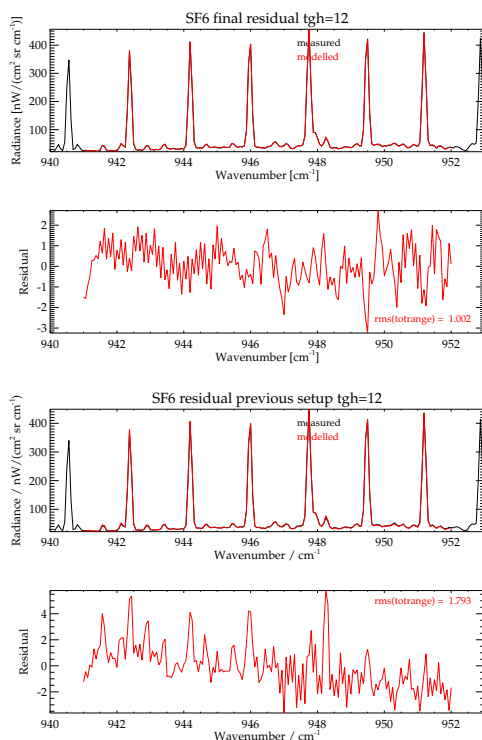 SF6 final residual tgh=12
Radiance [nW/(cm² sr cm⁻¹)]
400
300
200
100
measured
modelled
940 942 944 946 948 950 952
Wavenumber [cm⁻¹]
Residual
2
1
0
-1
-2
-3
rms(totrange) = 1.002
940 942 944 946 948 950 952
Wavenumber [cm⁻¹]
SF6 residual previous setup tgh=12
Radiance / nW/(cm² sr cm⁻¹)
400
300
200
100
measured
modelled
940 942 944 946 948 950 952
Wavenumber / cm⁻¹
Residual
4
2
0
-2
rms(totrange) = 1.793
940 942 944 946 948 950 952
Wavenumber / cm⁻¹